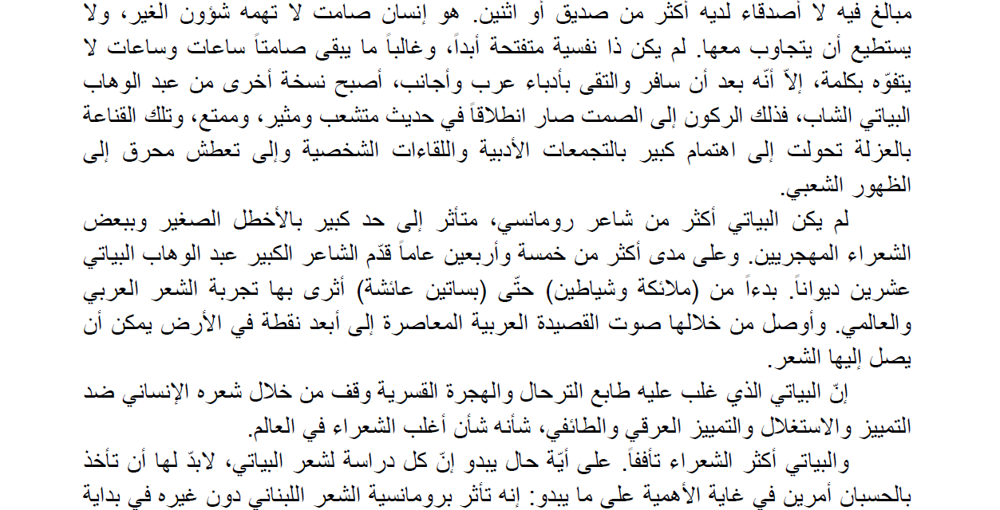 مبالغ فيه لا أصدقاء لديه أكثر من صديق أو اثنين. هو إنسان صامت لا تهمه شؤون الغير، ولا
يستطيع أن يتجاوب معها. لم يكن ذا نفسية متفتحة أبداً، وغالباً ما يبقى صامتاً ساعات وساعات لا
يتفوّه بكلمة، إلاّ أنّه بعد أن سافر والتقى بأدباء عرب وأجانب، أصبح نسخة أخرى من عبد الوهاب
البياتي الشاب، فذلك الركون إلى الصمت صار انطلاقاً في حديث متشعب ومثير، وممتع، وتلك القناعة
بالعزلة تحولت إلى اهتمام كبير بالتجمعات الأدبية واللقاءات الشخصية وإلى تعطش محرق إلى
الظهور الشعبي.
لم يكن البياتي أكثر من شاعر رومانسي، متأثر إلى حد كبير بالأخطل الصغير وببعض
الشعراء المهجريين. وعلى مدى أكثر من خمسة وأربعين عاماً قدّم الشاعر الكبير عبد الوهاب البياتي
عشرين ديواناً. بدءاً من (ملائكة وشياطين) حتّى (بساتين عائشة) أثرى بها تجربة الشعر العربي
والعالمي. وأوصل من خلالها صوت القصيدة العربية المعاصرة إلى أبعد نقطة في الأرض يمكن أن
يصل إليها الشعر.
إنّ البياتي الذي غلب عليه طابع الترحال والهجرة القسرية وقف من خلال شعره الإنساني ضد
التمييز والاستغلال والتمييز العرقي والطائفي، شأنه شأن أغلب الشعراء في العالم.
والبياتي أكثر الشعراء تأففاً. على أيّة حال يبدو إنّ كل دراسة لشعر البياتي، لابدّ لها أن تأخذ
بالحسبان أمرين في غاية الأهمية على ما يبدو: إنه تأثر برومانسية الشعر اللبناني دون غيره في بداية